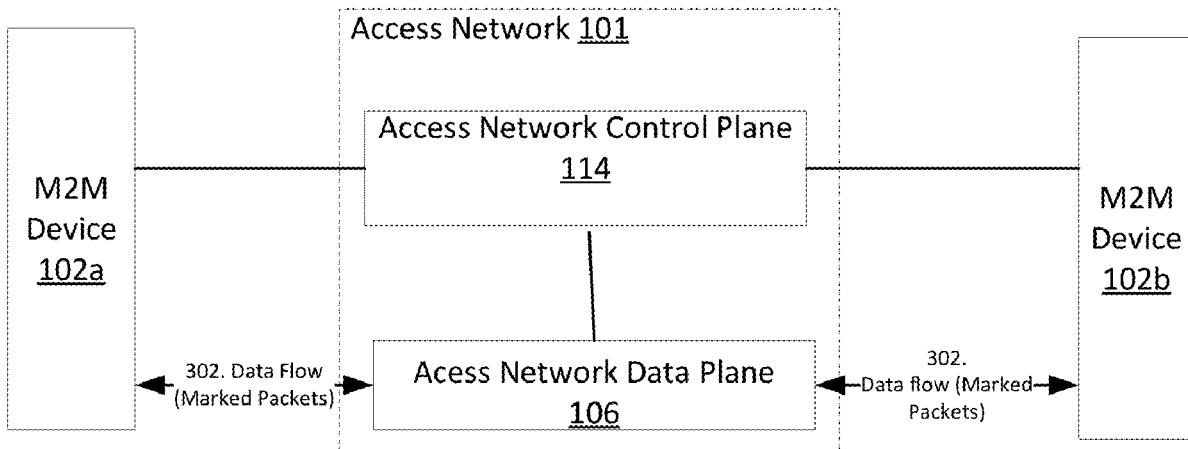 Access Network 101
Access Network Control Plane
114
M2M
Device
102a
M2M
Device
102b
302. Data Flow
(Marked Packets)
Acess Network Data Plane
106
302.
Data flow (Marked
Packets)